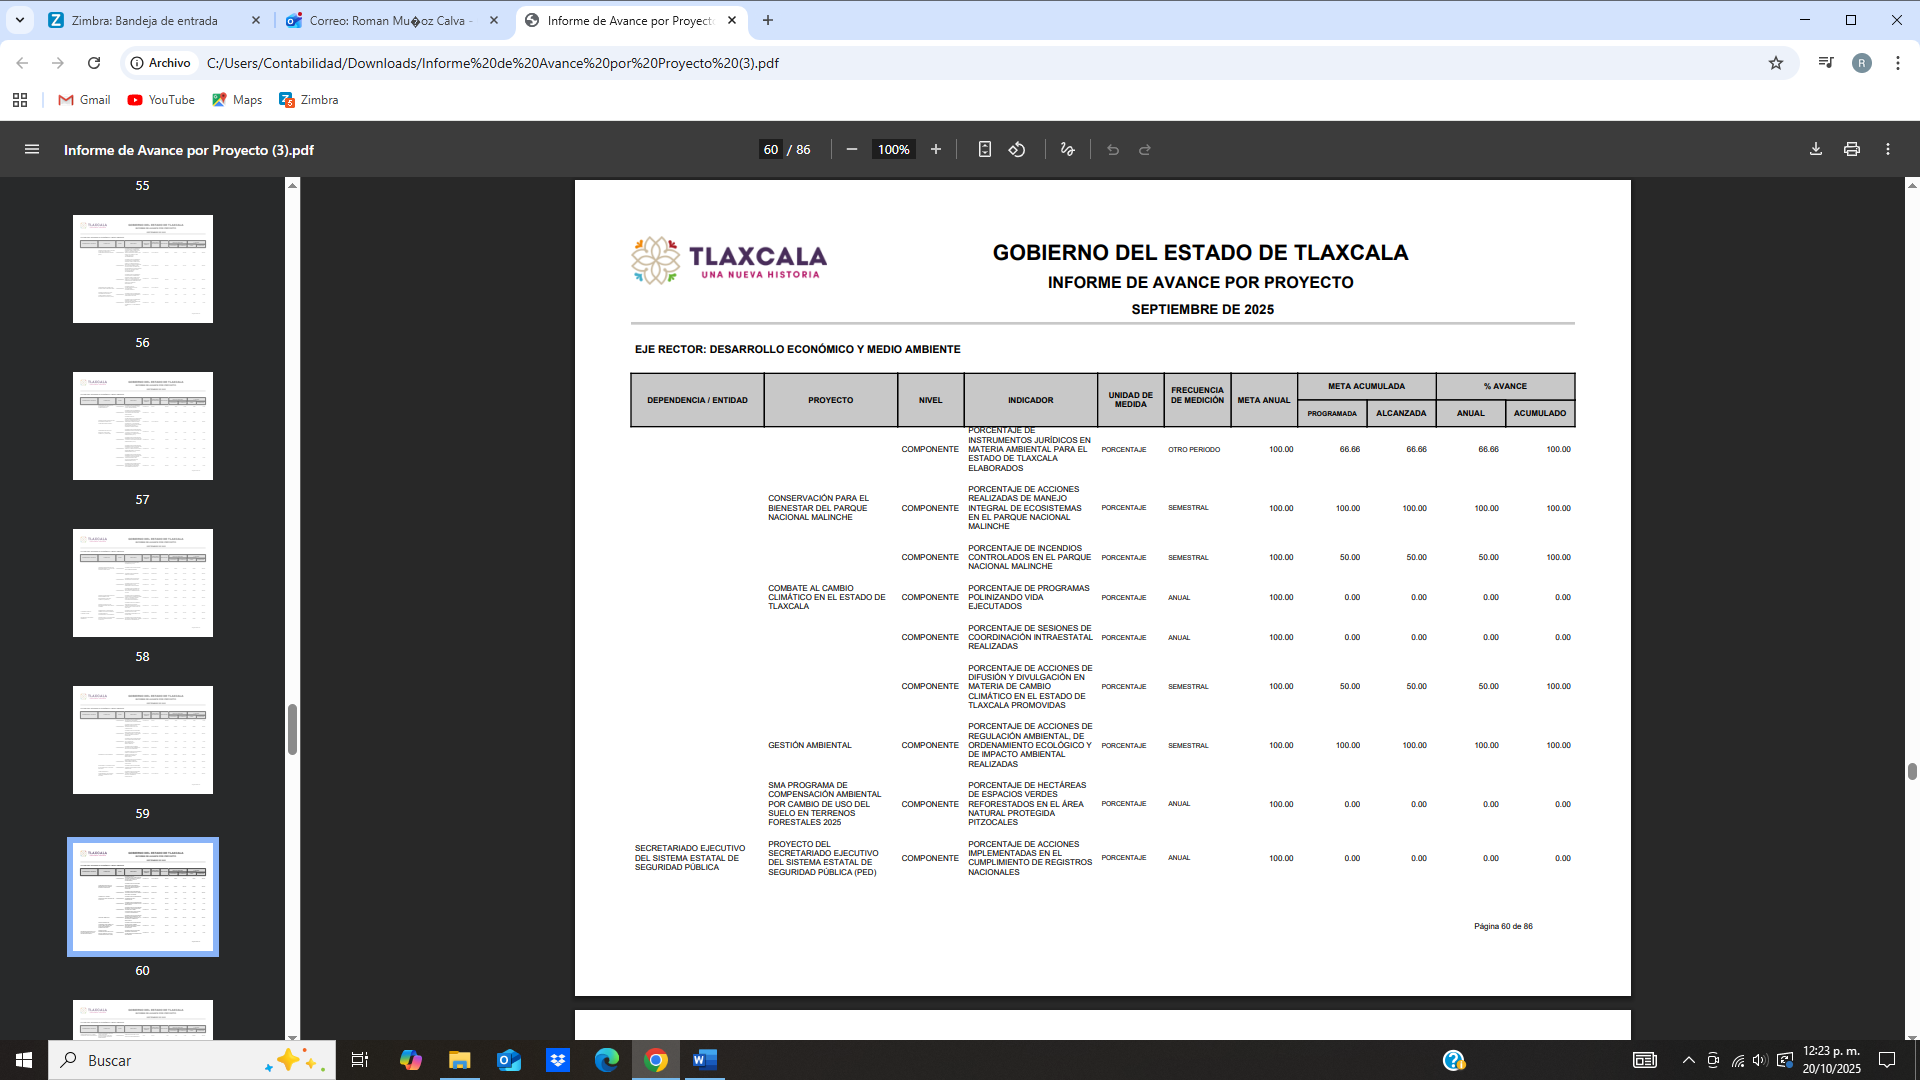 Zimbra: Bandeja de entrada
Correo: Roman Mu�oz Calva -
Informe de Avance por Proyecto
Archivo
C:/Users/Contabilidad/Downloads/Informe%20de%20Avance%20por%20Proyecto%20(3).pdf
R
Gmail
YouTube
Maps
Zimbra
Informe de Avance por Proyecto (3).pdf
60 / 86
100%
55
56
57
58
59
60
TLAXCALA
UNA NUEVA HISTORIA
GOBIERNO DEL ESTADO DE TLAXCALA
INFORME DE AVANCE POR PROYECTO
SEPTIEMBRE DE 2025
EJE RECTOR: DESARROLLO ECONÓMICO Y MEDIO AMBIENTE
DEPENDENCIA / ENTIDAD PROYECTO NIVEL INDICADOR UNIDAD DE MEDIDA FRECUENCIA DE MEDICIÓN META ANUAL META ACUMULADA % AVANCE
PROGRAMADA ALCANZADA ANUAL ACUMULADO
PORCENTAJE DE
INSTRUMENTOS JURÍDICOS EN
COMPONENTE MATERIA AMBIENTAL PARA EL PORCENTAJE OTRO PERIODO 100.00 66.66 66.66 66.66 100.00
ESTADO DE TLAXCALA
ELABORADOS
PORCENTAJE DE ACCIONES
CONSERVACIÓN PARA EL REALIZADAS DE MANEJO
BIENESTAR DEL PARQUE COMPONENTE INTEGRAL DE ECOSISTEMAS PORCENTAJE SEMESTRAL 100.00 100.00 100.00 100.00 100.00
NACIONAL MALINCHE EN EL PARQUE NACIONAL
MALINCHE
PORCENTAJE DE INCENDIOS
COMPONENTE CONTROLADOS EN EL PARQUE PORCENTAJE SEMESTRAL 100.00 50.00 50.00 50.00 100.00
NACIONAL MALINCHE
COMBATE AL CAMBIO PORCENTAJE DE PROGRAMAS
CLIMÁTICO EN EL ESTADO DE COMPONENTE POLINIZANDO VIDA PORCENTAJE ANUAL 100.00 0.00 0.00 0.00 0.00
TLAXCALA EJECUTADOS
PORCENTAJE DE SESIONES DE
COMPONENTE COORDINACIÓN INTRAESTATAL PORCENTAJE ANUAL 100.00 0.00 0.00 0.00 0.00
REALIZADAS
PORCENTAJE DE ACCIONES DE
DIFUSIÓN Y DIVULGACIÓN EN
COMPONENTE MATERIA DE CAMBIO PORCENTAJE SEMESTRAL 100.00 50.00 50.00 50.00 100.00
CLIMÁTICO EN EL ESTADO DE
TLAXCALA PROMOVIDAS
PORCENTAJE DE ACCIONES DE
REGULACIÓN AMBIENTAL, DE
GESTIÓN AMBIENTAL COMPONENTE ORDENAMIENTO ECOLÓGICO Y PORCENTAJE SEMESTRAL 100.00 100.00 100.00 100.00 100.00
DE IMPACTO AMBIENTAL
REALIZADAS
SMA PROGRAMA DE PORCENTAJE DE HECTÁREAS
COMPENSACIÓN AMBIENTAL DE ESPACIOS VERDES
POR CAMBIO DE USO DEL COMPONENTE REFORESTADOS EN EL ÁREA PORCENTAJE ANUAL 100.00 0.00 0.00 0.00 0.00
SUELO EN TERRENOS NATURAL PROTEGIDA
FORESTALES 2025 PITZOCALES
SECRETARIADO EJECUTIVO PROYECTO DEL PORCENTAJE DE ACCIONES
DEL SISTEMA ESTATAL DE SECRETARIADO EJECUTIVO COMPONENTE IMPLEMENTADAS EN EL PORCENTAJE ANUAL 100.00 0.00 0.00 0.00 0.00
SEGURIDAD PÚBLICA DEL SISTEMA ESTATAL DE CUMPLIMIENTO DE REGISTROS
SEGURIDAD PÚBLICA (PED) NACIONALES
Página 60 de 86
Buscar
12:23 p. m.
20/10/2025